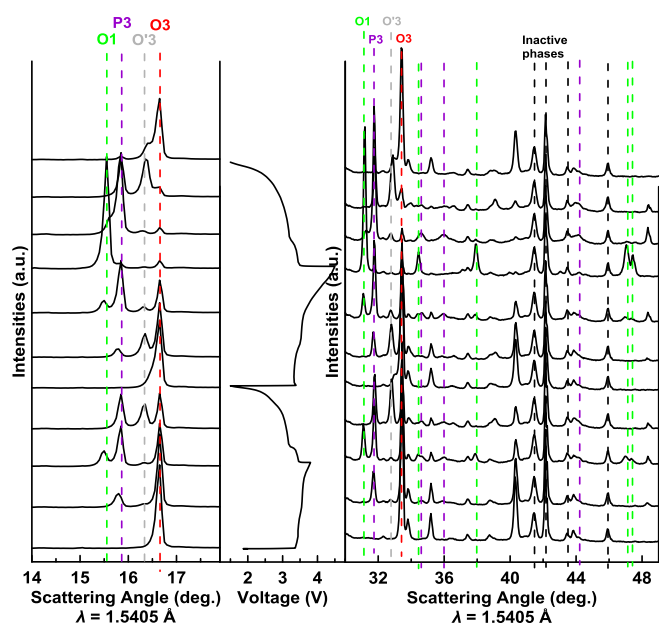 P3
O1 O'3 O3
O'3
O1
P3 O3
Inactive
phases
Intensities (a.u.)
Intensities (a.u.)
14 15 16 17
2 3 4
32 36 40 44 48
Scattering Angle (deg.)
λ = 1.5405 Å
Voltage (V)
Scattering Angle (deg.)
λ = 1.5405 Å